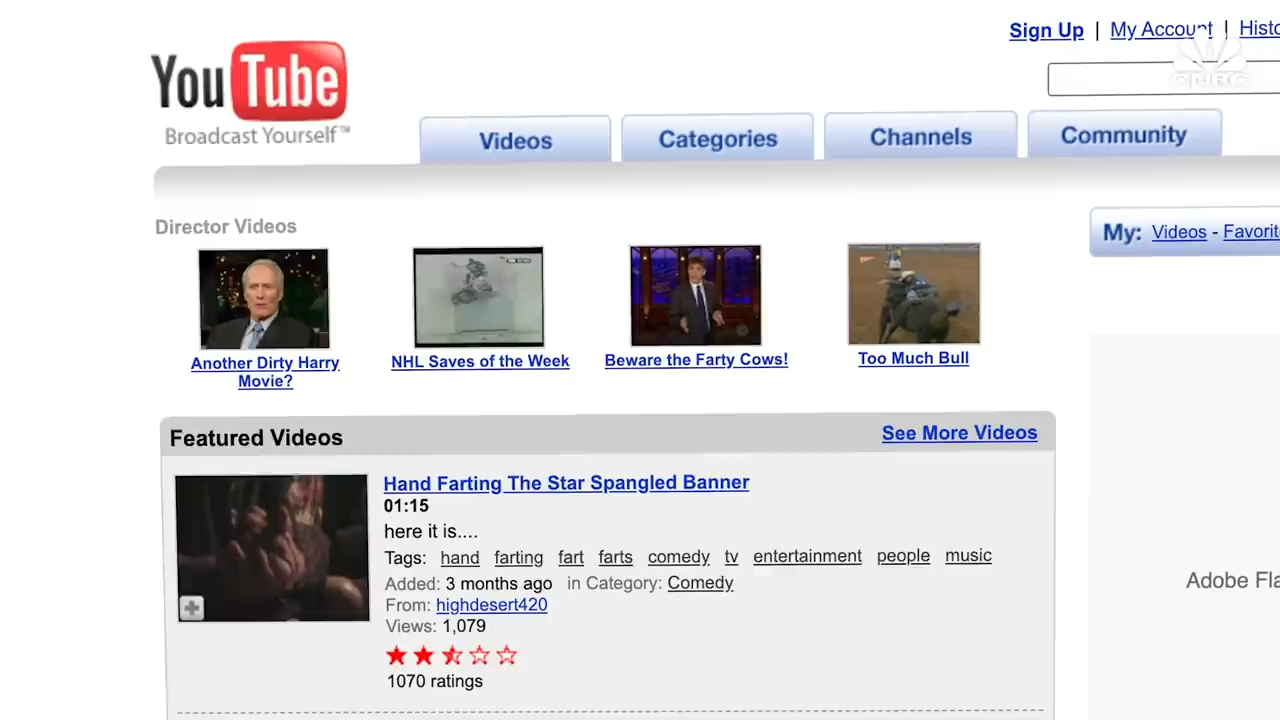 Sign Up | My Account | Histo
CNBC
You Tube
Broadcast Yourself™
Videos Categories Channels Community
Director Videos
My: Videos - Favorit
Another Dirty Harry Movie?
NHL Saves of the Week
Beware the Farty Cows!
Too Much Bull
Featured Videos
See More Videos
Hand Farting The Star Spangled Banner
01:15
here it is....
Tags: hand farting fart farts comedy tv entertainment people music
Added: 3 months ago in Category: Comedy
From: highdesert420
Views: 1,079
1070 ratings
Adobe Fla